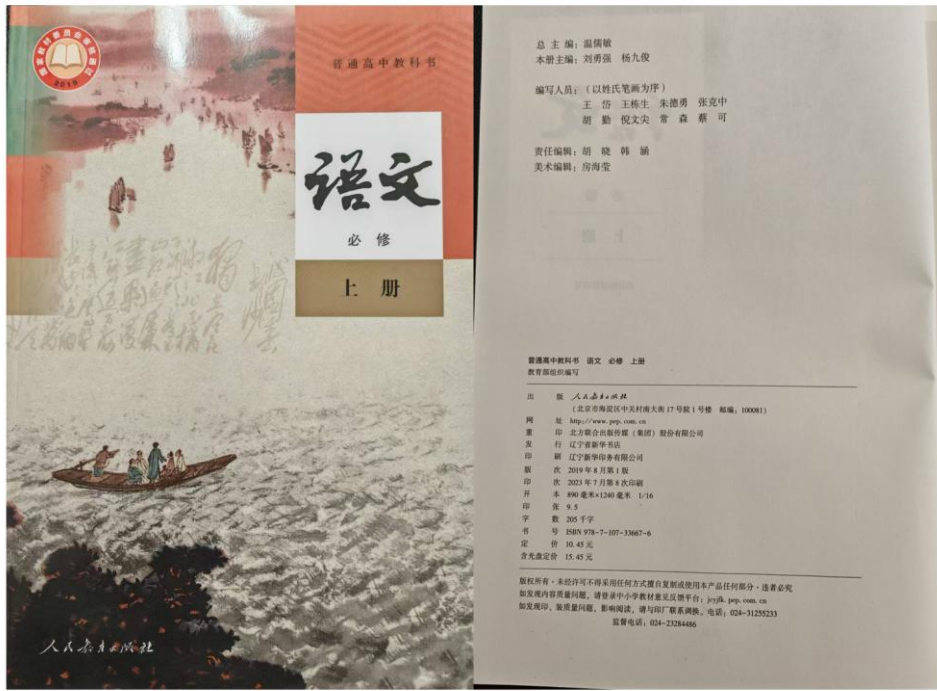 国家教材委员会审核通过
2019
普通高中教科书
语文
必修
上册
人民教育出版社
总主编：温儒敏
本册主编：刘勇强 杨九俊
编写人员：（以姓氏笔画为序）
王岱 王栋生 朱德勇 张克中
胡勤 倪文尖 常森 蔡可
责任编辑：胡晓 韩涵
美术编辑：房海莹
普通高中教科书 语文 必修 上册
教育部组织编写
出版 人民教育出版社
（北京市海淀区中关村南大街17号院1号楼 邮编：100081）
网址 http://www.pep.com.cn
重印 北方联合出版传媒（集团）股份有限公司
发行 辽宁省新华书店
印刷 辽宁新华印务有限公司
版次 2019年8月第1版
印次 2023年7月第8次印刷
开本 890毫米×1240毫米 1/16
印张 9.5
字数 205千字
书号 ISBN 978-7-107-33667-6
定价 10.45元
含光盘定价 15.45元
版权所有·未经许可不得采用任何方式擅自复制或使用本产品任何部分·违者必究
如发现内容质量问题，请登录中小学教材意见反馈平台：jcyjfk.pep.com.cn
如发现印、装质量问题，影响阅读，请与印厂联系调换。电话：024-31255233
监督电话：024-23284486